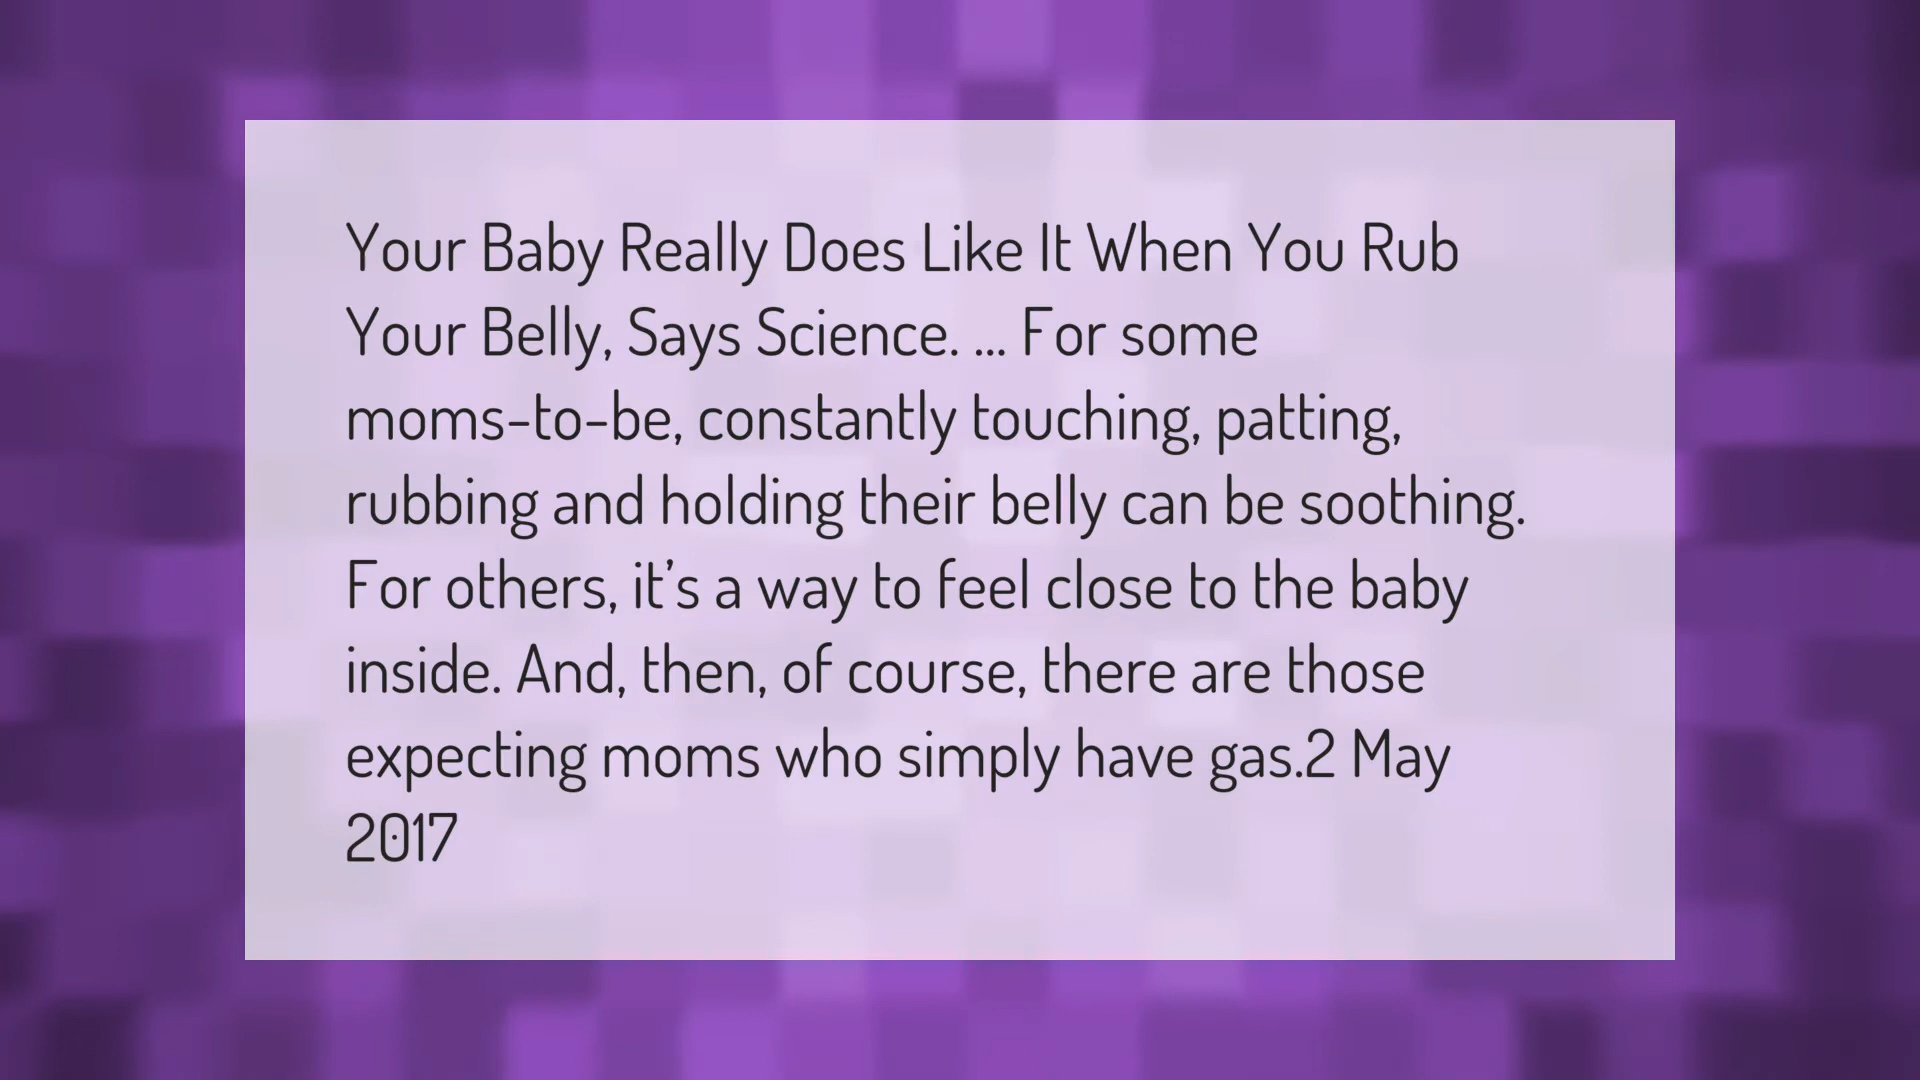 Your Baby Really Does Like It When You Rub
Your Belly, Says Science. ... For some
moms-to-be, constantly touching, patting,
rubbing and holding their belly can be soothing.
For others, it’s a way to feel close to the baby
inside. And, then, of course, there are those
expecting moms who simply have gas.2 May
2017